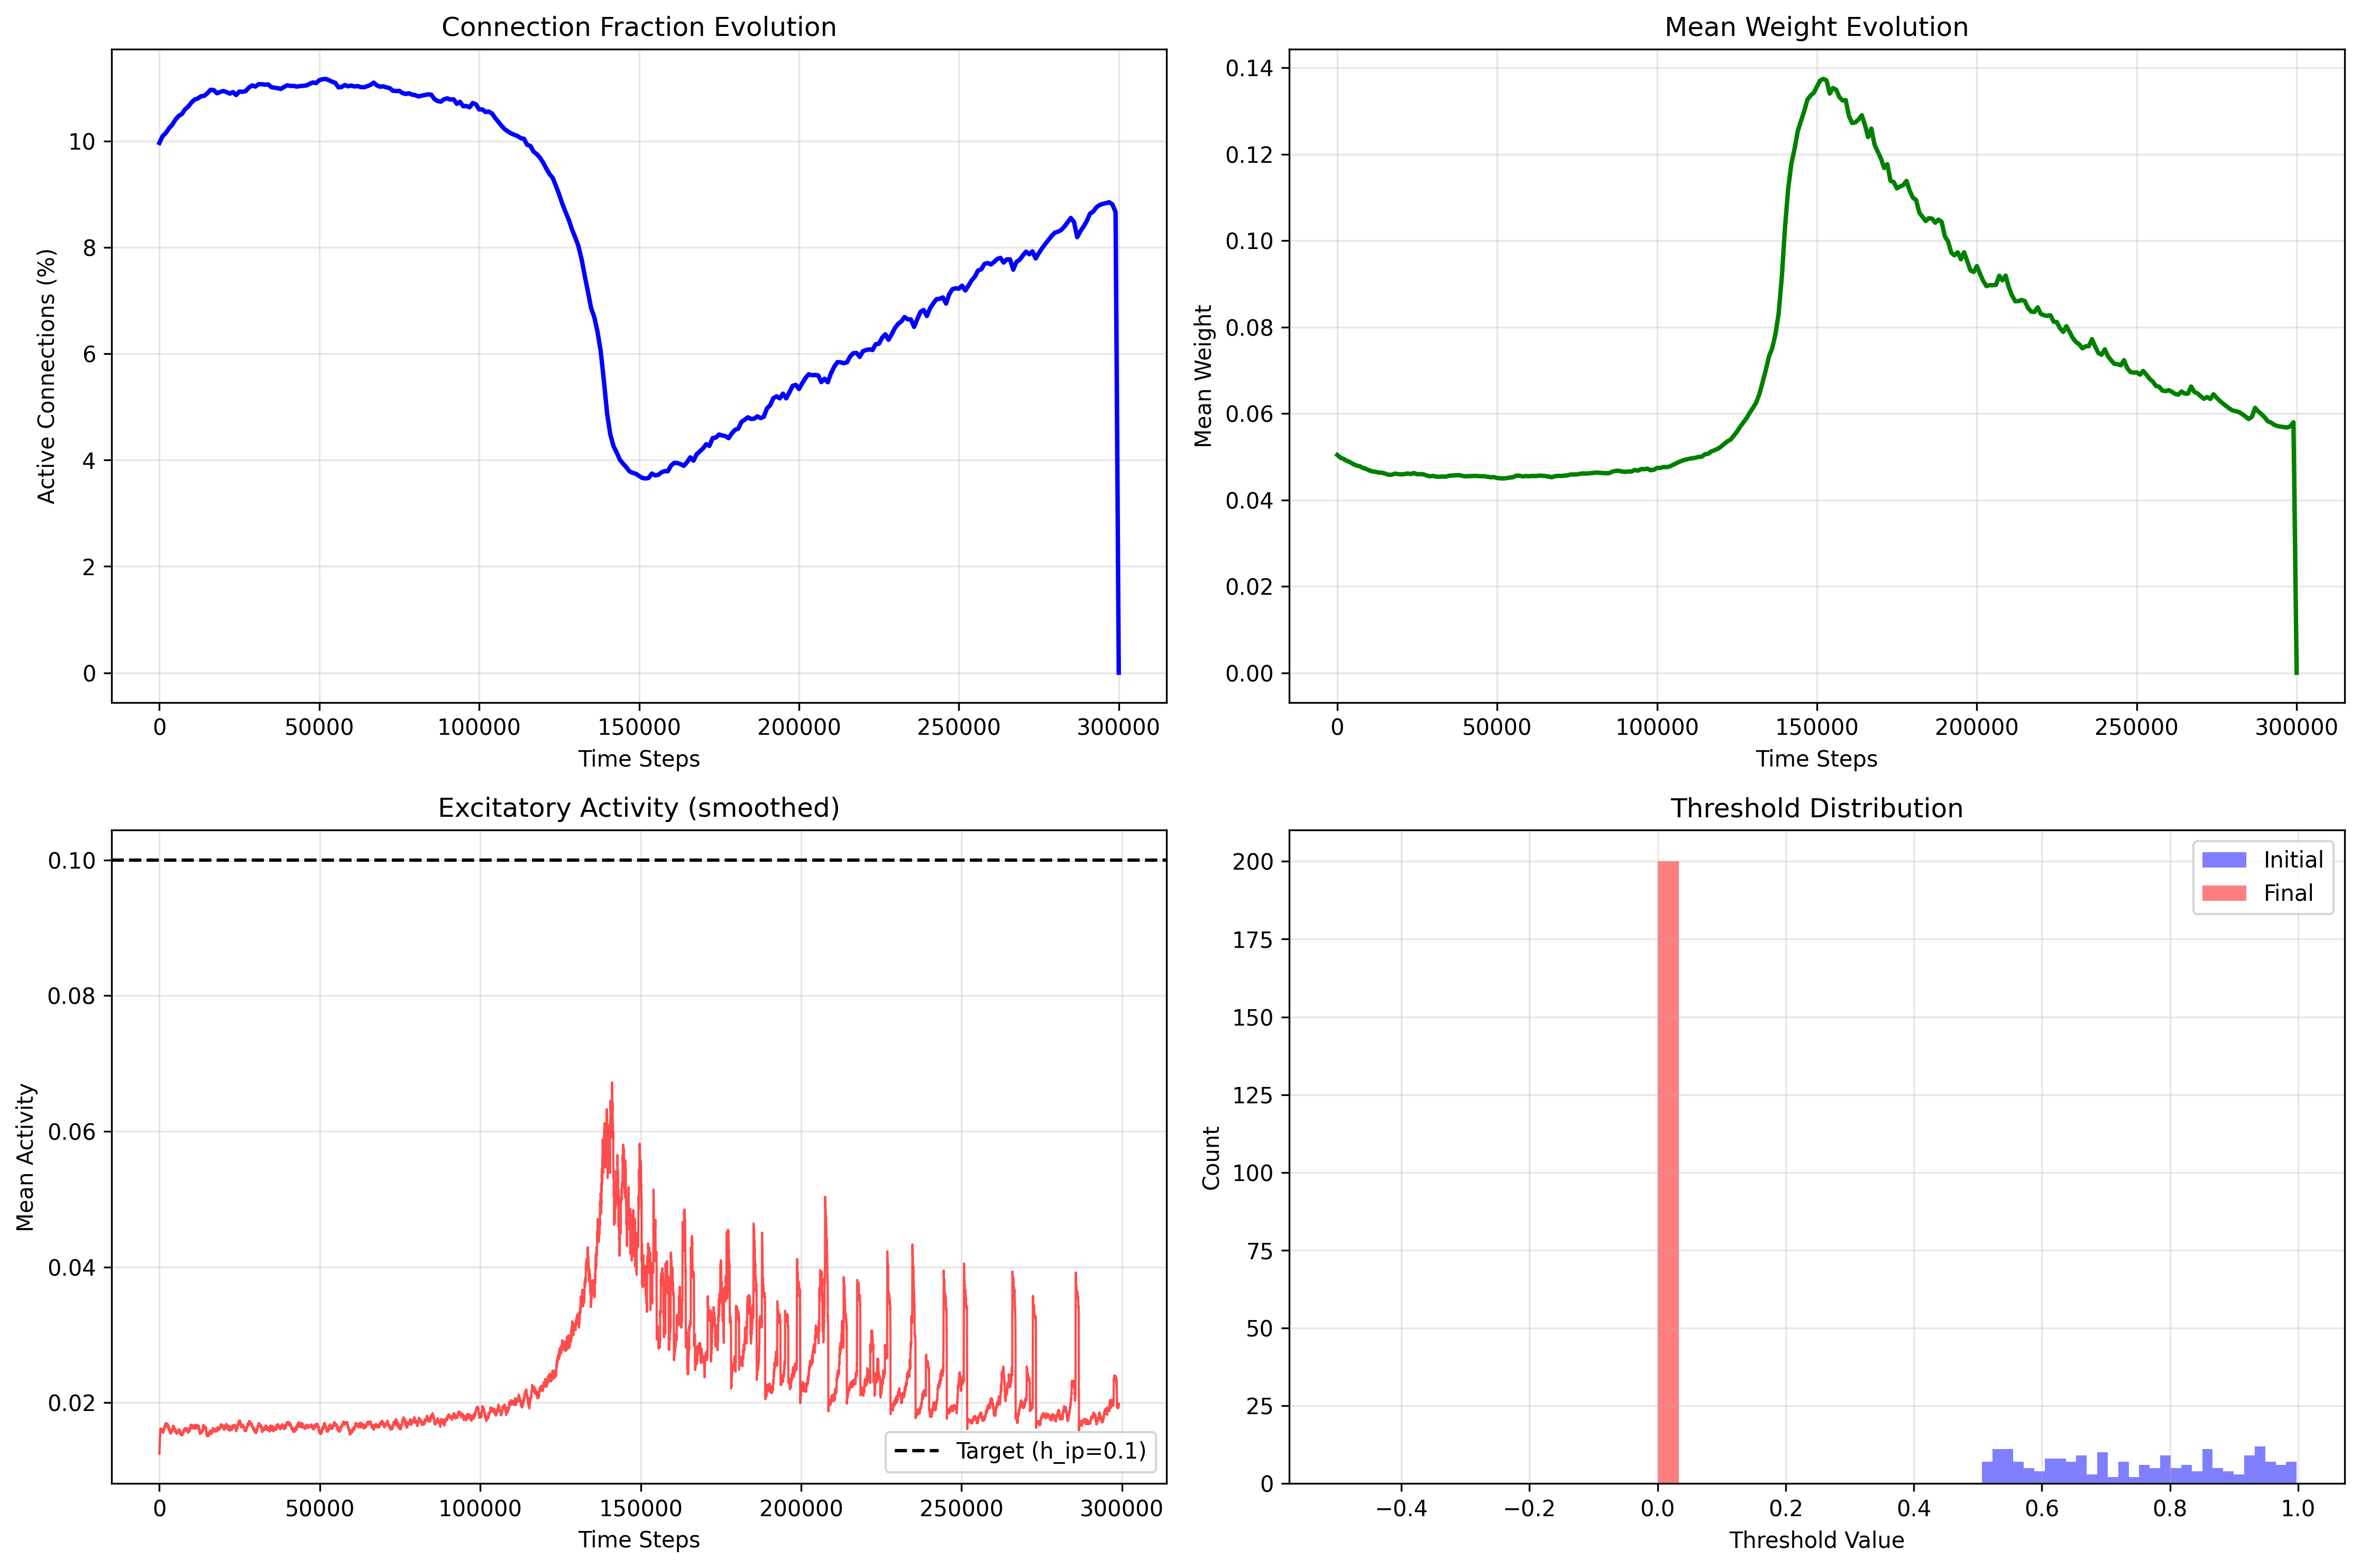 Connection Fraction Evolution
Active Connections (%)
10
8
6
4
2
0
0 50000 100000 150000 200000 250000 300000
Time Steps
Mean Weight Evolution
Mean Weight
0.14
0.12
0.10
0.08
0.06
0.04
0.02
0.00
0 50000 100000 150000 200000 250000 300000
Time Steps
Excitatory Activity (smoothed)
Mean Activity
0.10
0.08
0.06
0.04
0.02
Target (h_ip=0.1)
0 50000 100000 150000 200000 250000 300000
Time Steps
Threshold Distribution
Count
200
175
150
125
100
75
50
25
0
Initial
Final
−0.4 −0.2 0.0 0.2 0.4 0.6 0.8 1.0
Threshold Value